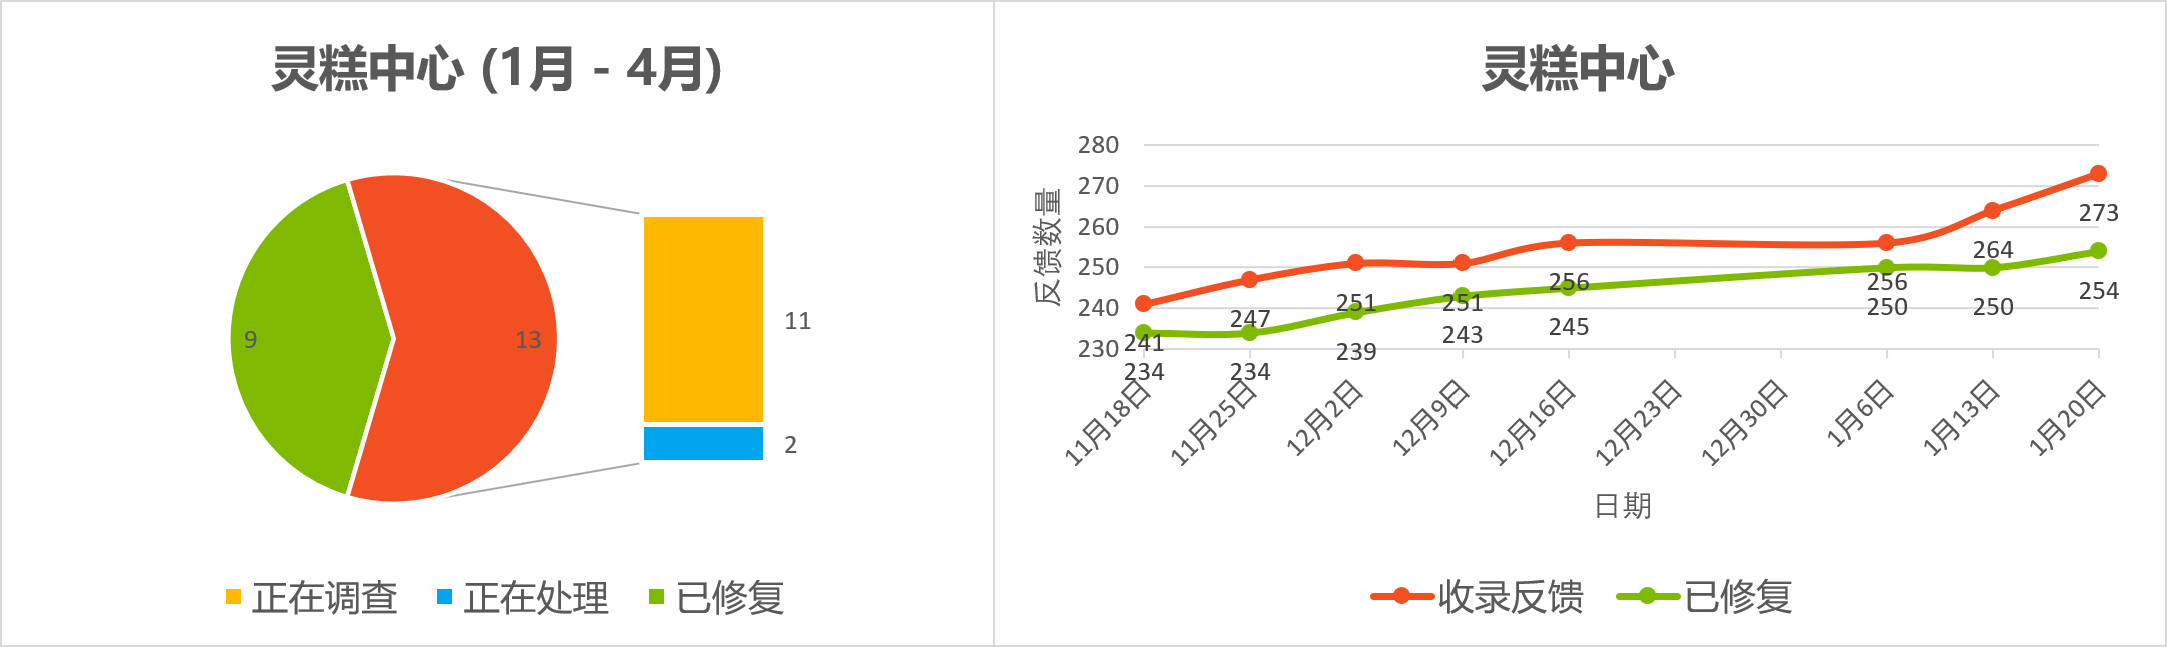 灵糕中心 (1月 - 4月)
9
13
11
2
正在调查 正在处理 已修复
灵糕中心
反馈数量
280
270
260
250
240
230
241 247 251 251 256 256 264 273
234 234 239 243 245 250 250 254
11月18日 11月25日 12月2日 12月9日 12月16日 12月23日 12月30日 1月6日 1月13日 1月20日
日期
收录反馈 已修复